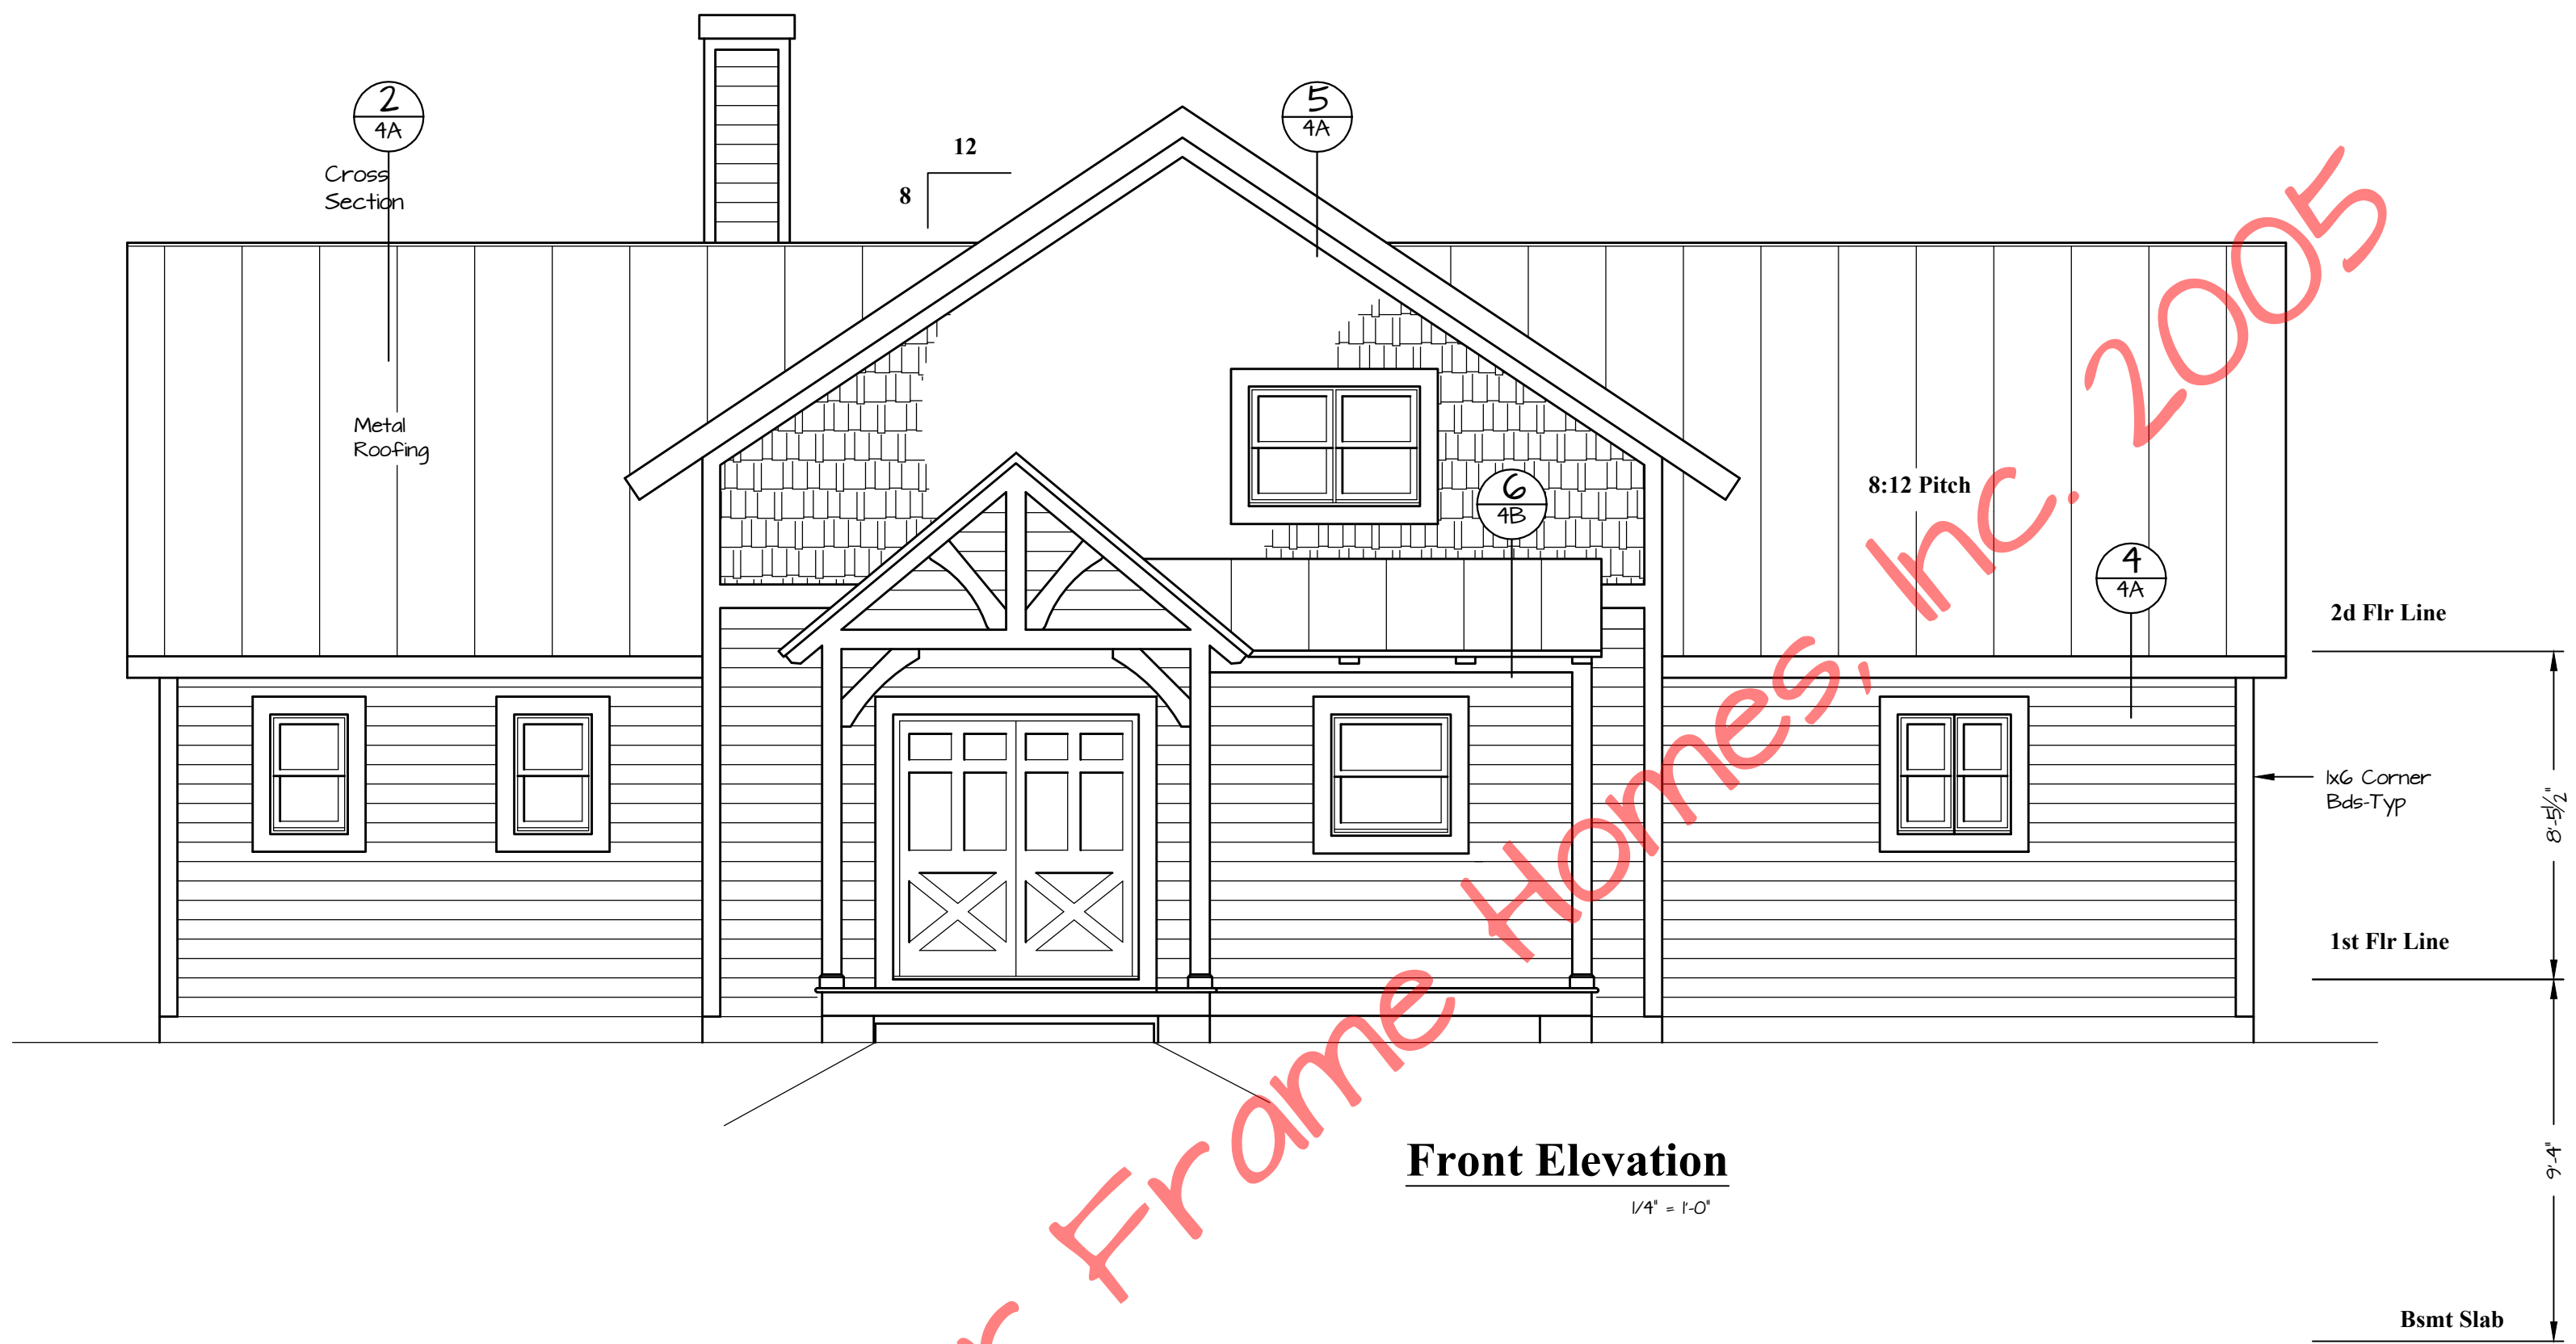 2
4A
Cross
Section
5
4A
12
8
Metal
Roofing
8:12 Pitch
6
4B
4
4A
2d Flr Line
1x6 Corner
Bds-Typ
8'-5½"
1st Flr Line
Frame Homes, Inc. 2005
Front Elevation
1/4" = 1'-0"
9'-4"
Bsmt Slab